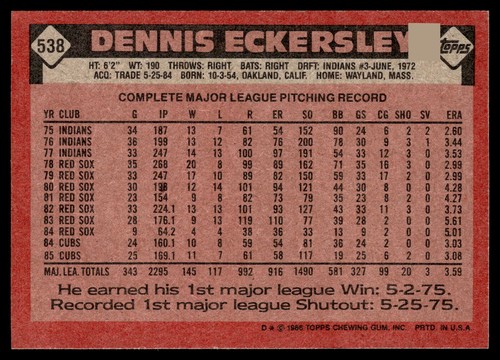 538 DENNIS ECKERSLEY topps
HT: 6'2" WT: 190 THROWS: RIGHT BATS: RIGHT DRFT: INDIANS #3-JUNE, 1972
ACQ: TRADE 5-25-84 BORN: 10-3-54, OAKLAND, CALIF. HOME: WAYLAND, MASS.
COMPLETE MAJOR LEAGUE PITCHING RECORD
YR CLUB G IP W L R ER SO BB GS CG SHO SV ERA
75 INDIANS 34 187 13 7 61 54 152 90 24 6 2 2 2.60
76 INDIANS 36 199 13 12 82 76 200 78 30 9 3 1 3.44
77 INDIANS 33 247 14 13 100 97 191 54 33 12 3 0 3.53
78 RED SOX 35 268 20 8 99 89 162 71 35 16 3 0 2.99
79 RED SOX 33 247 17 10 89 82 150 59 33 17 2 0 2.99
80 RED SOX 30 198 12 14 101 94 121 44 30 8 0 0 4.28
81 RED SOX 23 154 9 8 82 73 79 35 23 8 2 0 4.27
82 RED SOX 33 224.1 13 13 101 93 127 43 33 11 3 0 3.73
83 RED SOX 28 176.1 9 13 119 110 77 39 28 2 0 0 5.61
84 RED SOX 9 64.2 4 4 38 36 33 13 9 2 0 0 5.01
84 CUBS 24 160.1 10 8 59 54 81 36 24 2 0 0 3.03
85 CUBS 25 169.1 11 7 61 58 117 19 25 6 2 0 3.08
MAJ. LEA. TOTALS 343 2295 145 117 992 916 1490 581 327 99 20 3 3.59
He earned his 1st major league Win: 5-2-75.
Recorded 1st major league Shutout: 5-25-75.
D * © 1986 TOPPS CHEWING GUM, INC. PRTD. IN U.S.A.